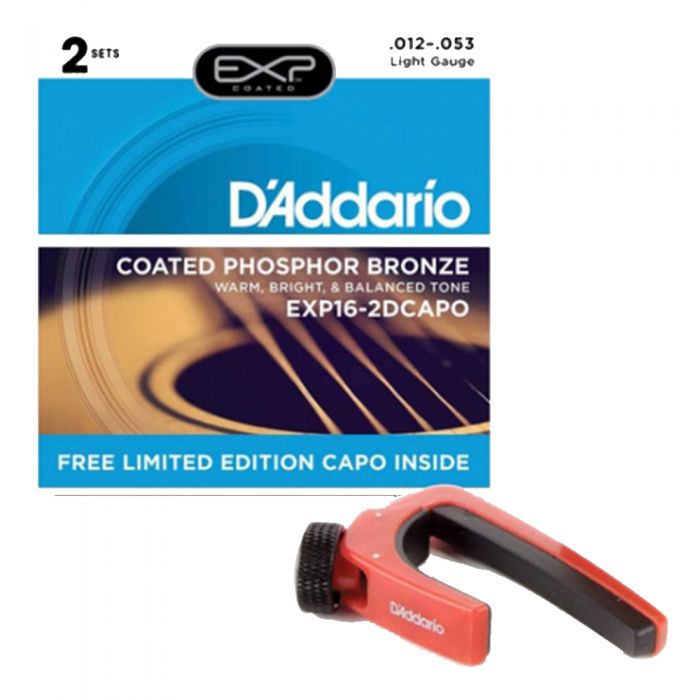 2 SETS
.012-.053
Light Gauge
EXP™
COATED
D'Addario
COATED PHOSPHOR BRONZE
WARM, BRIGHT, & BALANCED TONE
EXP16-2DCAPO
FREE LIMITED EDITION CAPO INSIDE
D'Addario